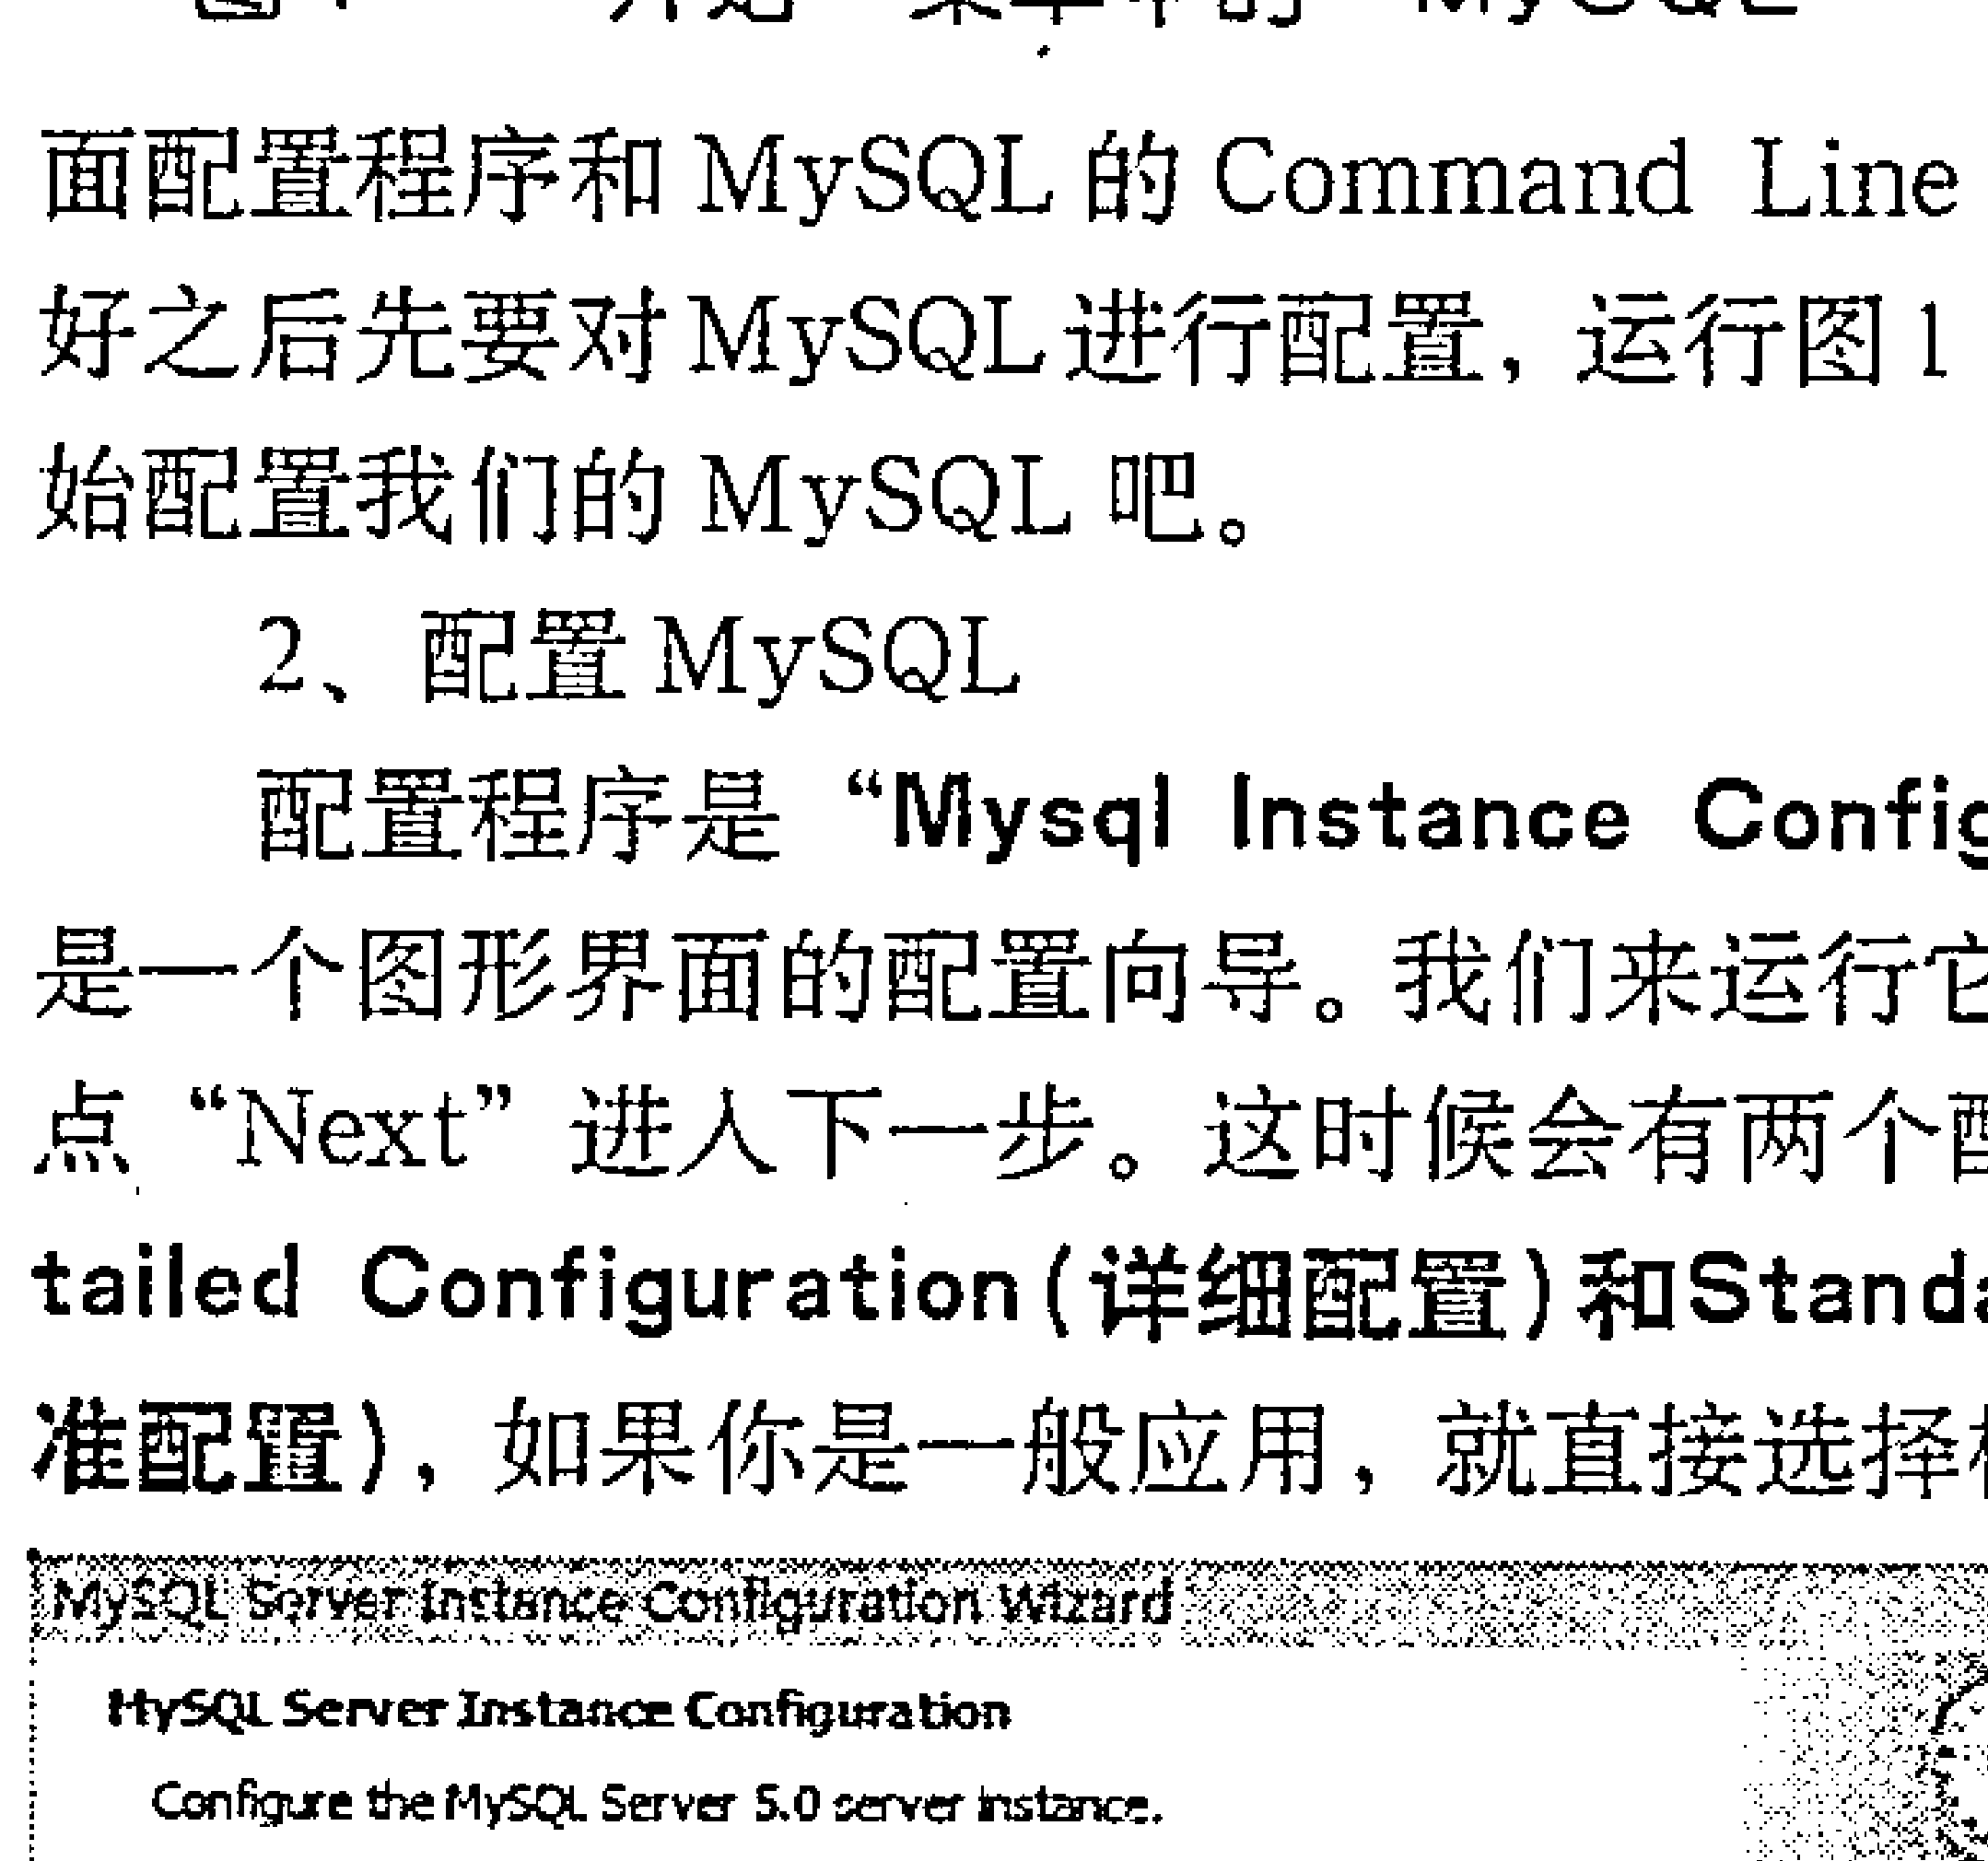 面配置程序和 MySQL 的 Command Line
好之后先要对 MySQL 进行配置，运行图 1
始配置我们的 MySQL 吧。
2、配置 MySQL
配置程序是“Mysql Instance Config
是一个图形界面的配置向导。我们来运行它
点“Next”进入下一步。这时候会有两个配
tailed Configuration(详细配置)和Standa
准配置)，如果你是一般应用，就直接选择
MySQL Server Instance Configuration Wizard
MySQL Server Instance Configuration
Configure the MySQL Server 5.0 server instance.